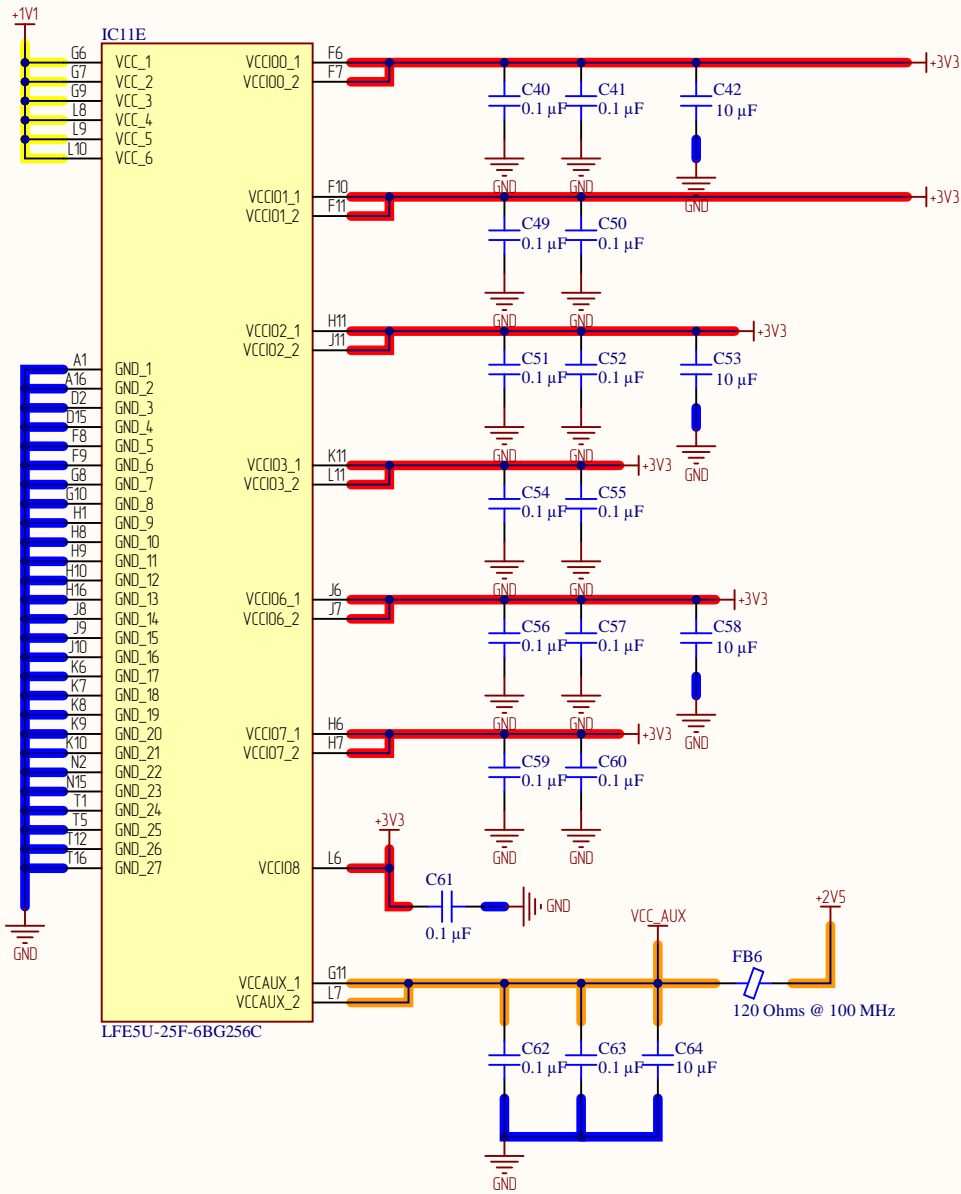 +1V1
IC11E
G6 VCC_1
G7 VCC_2
G9 VCC_3
L8 VCC_4
L9 VCC_5
L10 VCC_6
A1 GND_1
A16 GND_2
D2 GND_3
D15 GND_4
F8 GND_5
F9 GND_6
G8 GND_7
G10 GND_8
H1 GND_9
H8 GND_10
H9 GND_11
H10 GND_12
H16 GND_13
J8 GND_14
J9 GND_15
J10 GND_16
K6 GND_17
K7 GND_18
K8 GND_19
K9 GND_20
K10 GND_21
N2 GND_22
N15 GND_23
T1 GND_24
T5 GND_25
T12 GND_26
T16 GND_27
GND
VCCIO0_1 F6
VCCIO0_2 F7
+3V3
C40
0.1 µF
GND
C41
0.1 µF
GND
C42
10 µF
GND
VCCIO1_1 F10
VCCIO1_2 F11
+3V3
C49
0.1 µF
GND
C50
0.1 µF
GND
VCCIO2_1 H11
VCCIO2_2 J11
+3V3
C51
0.1 µF
GND
C52
0.1 µF
GND
C53
10 µF
GND
VCCIO3_1 K11
VCCIO3_2 L11
+3V3
C54
0.1 µF
GND
C55
0.1 µF
GND
VCCIO6_1 J6
VCCIO6_2 J7
+3V3
C56
0.1 µF
GND
C57
0.1 µF
GND
C58
10 µF
GND
VCCIO7_1 H6
VCCIO7_2 H7
+3V3
C59
0.1 µF
GND
C60
0.1 µF
GND
+3V3
VCCIO8 L6
C61
0.1 µF
GND
VCC_AUX
+2V5
VCCAUX_1 G11
VCCAUX_2 L7
FB6
120 Ohms @ 100 MHz
LFE5U-25F-6BG256C
C62
0.1 µF
C63
0.1 µF
C64
10 µF
GND